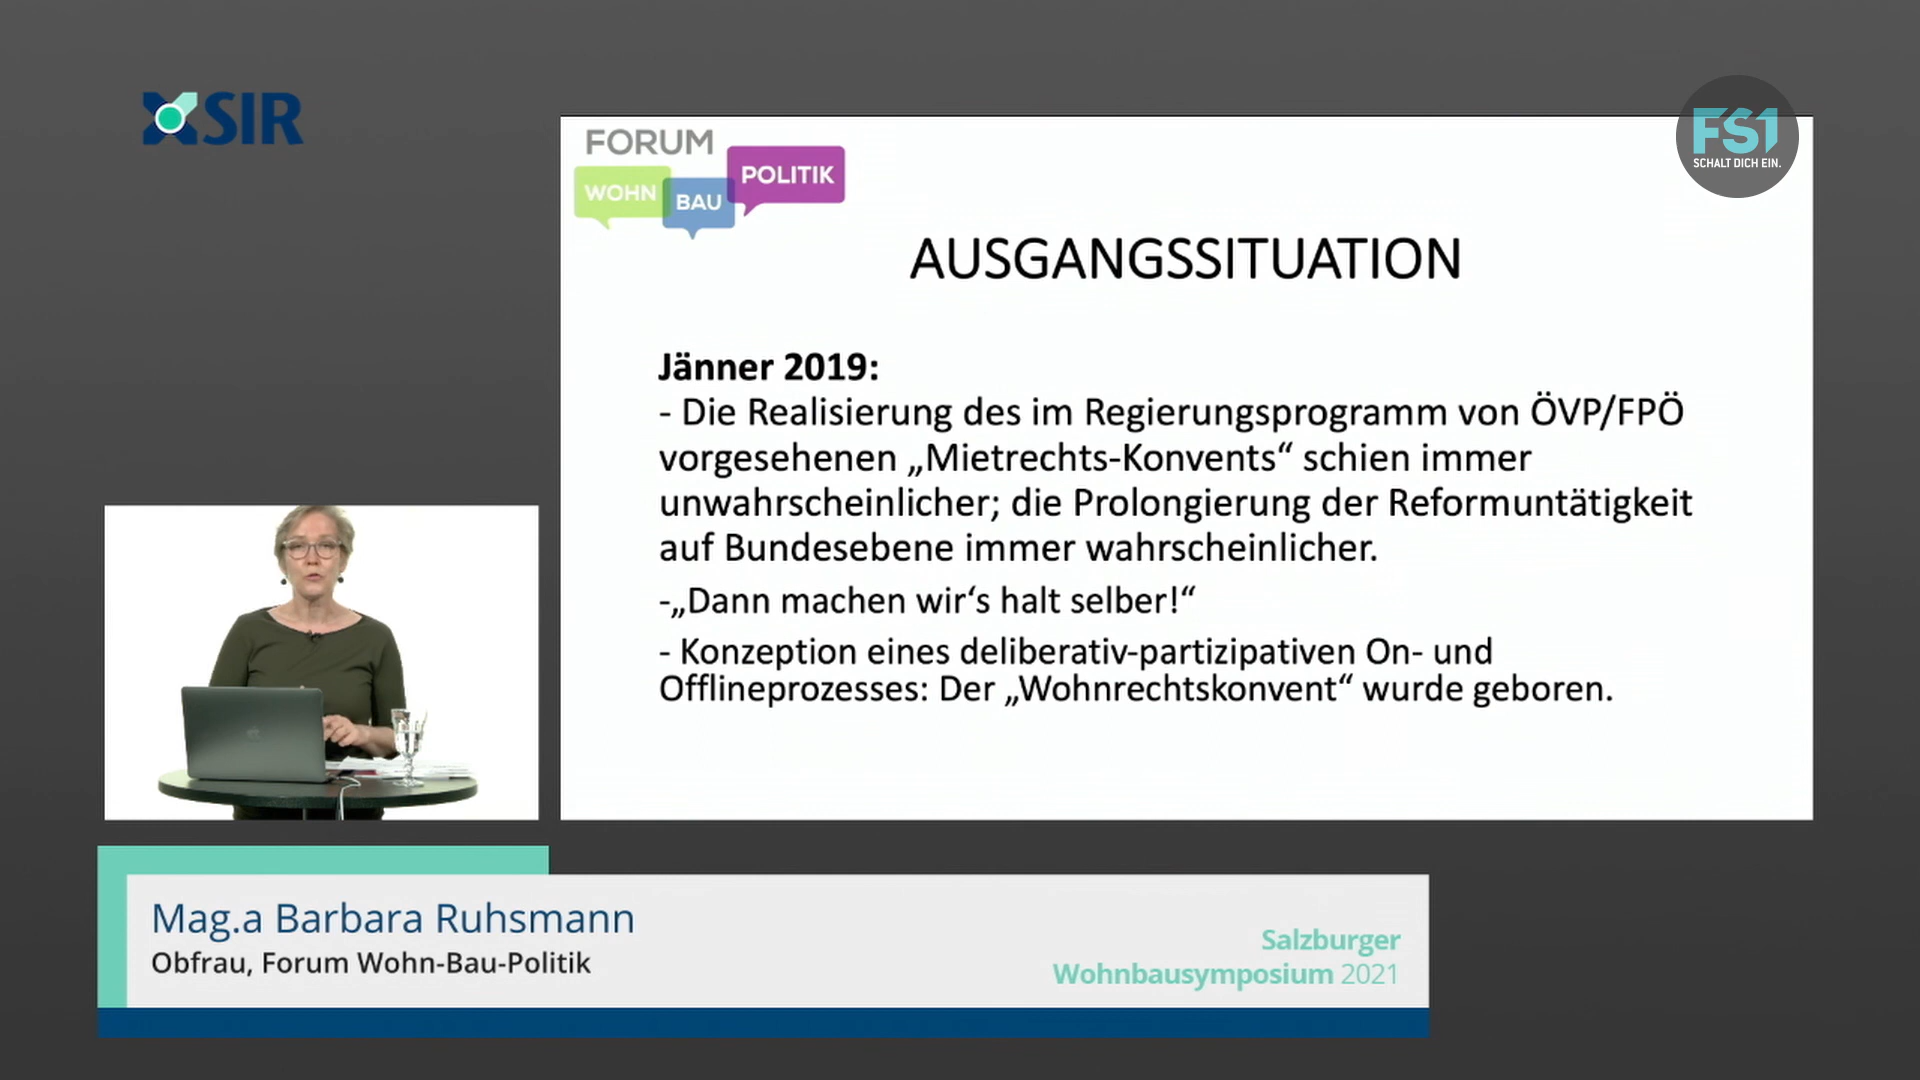 SIR
FS1
SCHALT DICH EIN.
FORUM
WOHN
BAU
POLITIK
AUSGANGSSITUATION
Jänner 2019:
- Die Realisierung des im Regierungsprogramm von ÖVP/FPÖ
vorgesehenen „Mietrechts-Konvents“ schien immer
unwahrscheinlicher; die Prolongierung der Reformuntätigkeit
auf Bundesebene immer wahrscheinlicher.
-„Dann machen wir‘s halt selber!“
- Konzeption eines deliberativ-partizipativen On- und
Offlineprozesses: Der „Wohnrechtskonvent“ wurde geboren.
Mag.a Barbara Ruhsmann
Obfrau, Forum Wohn-Bau-Politik
Salzburger
Wohnbausymposium 2021